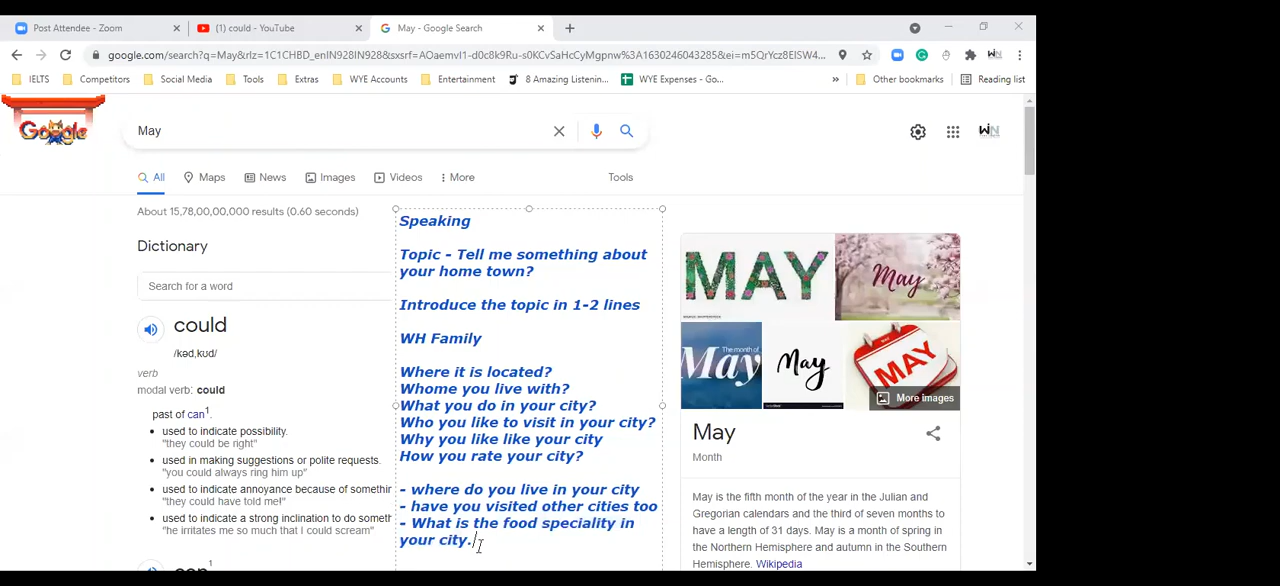 Post Attendee - Zoom
(1) could - YouTube
May - Google Search
google.com/search?q=May&rlz=1C1CHBD_enIN928IN928&sxsrf=AOaemvI1-d0c8k9Ru-s0KCvSaHcCyMgpnw%3A1630246043285&ei=m5QrYcz8EISW4...
IELTS
Competitors
Social Media
Tools
Extras
WYE Accounts
Entertainment
8 Amazing Listenin...
WYE Expenses - Go...
»
Other bookmarks
Reading list
Google
May
WIN
All
Maps
News
Images
Videos
More
Tools
About 15,78,00,00,000 results (0.60 seconds)
Dictionary
Search for a word
could
/kəd,kʊd/
verb
modal verb: could
past of can¹.
• used to indicate possibility.
"they could be right"
• used in making suggestions or polite requests.
"you could always ring him up"
• used to indicate annoyance because of somethin
"they could have told me!"
• used to indicate a strong inclination to do someth
"he irritates me so much that I could scream"
Speaking
Topic - Tell me something about
your home town?
Introduce the topic in 1-2 lines
WH Family
Where it is located?
Whome you live with?
What you do in your city?
Who you like to visit in your city?
Why you like like your city
How you rate your city?
- where do you live in your city
- have you visited other cities too
- What is the food speciality in
your city.
MAY
May
The month of
May
May
MAY
More images
May
Month
May is the fifth month of the year in the Julian and
Gregorian calendars and the third of seven months to
have a length of 31 days. May is a month of spring in
the Northern Hemisphere and autumn in the Southern
Hemisphere. Wikipedia